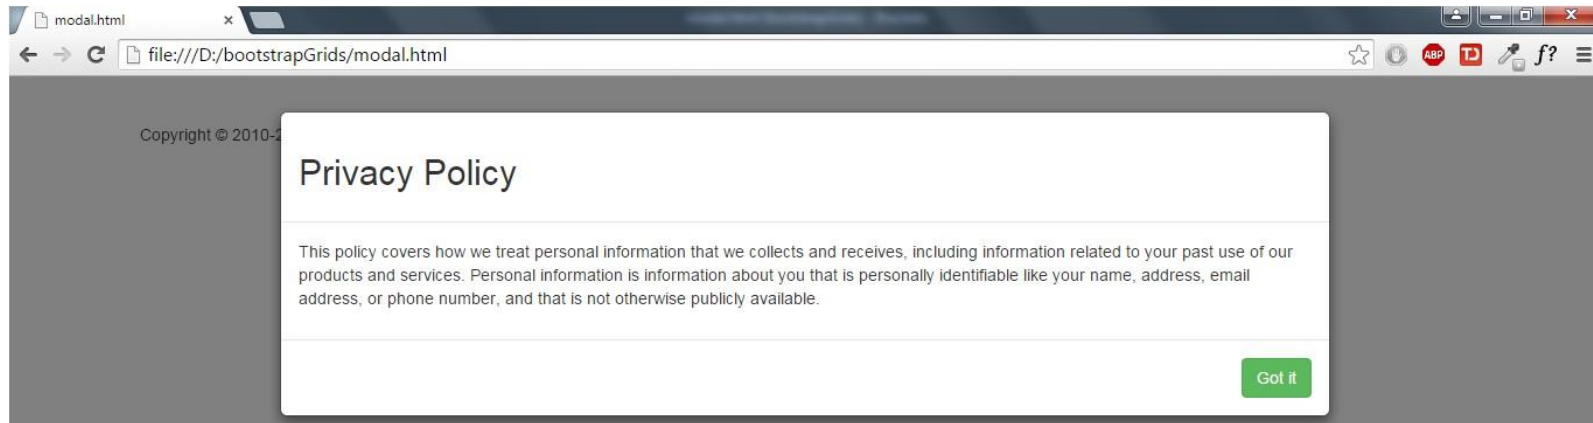 modal.html
file:///D:/bootstrapGrids/modal.html
ABP
f?
Copyright © 2010-
Privacy Policy
This policy covers how we treat personal information that we collects and receives, including information related to your past use of our
products and services. Personal information is information about you that is personally identifiable like your name, address, email
address, or phone number, and that is not otherwise publicly available.
Got it